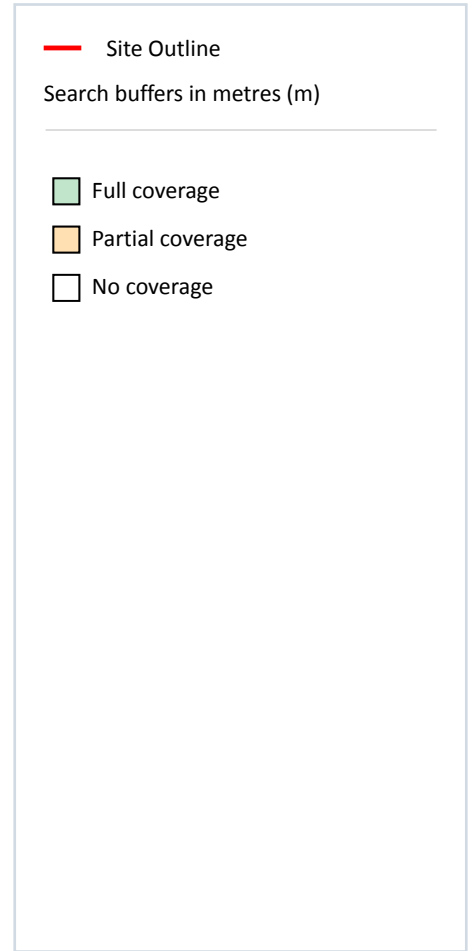 Site Outline
Search buffers in metres (m)
Full coverage
Partial coverage
No coverage